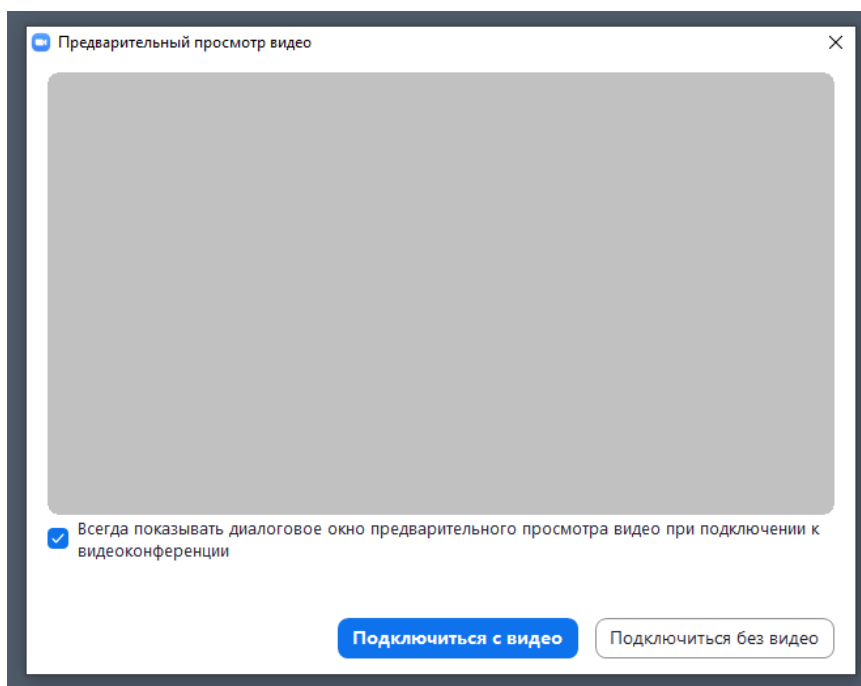 Предварительный просмотр видео
Всегда показывать диалоговое окно предварительного просмотра видео при подключении к
видеоконференции
Подключиться с видео
Подключиться без видео